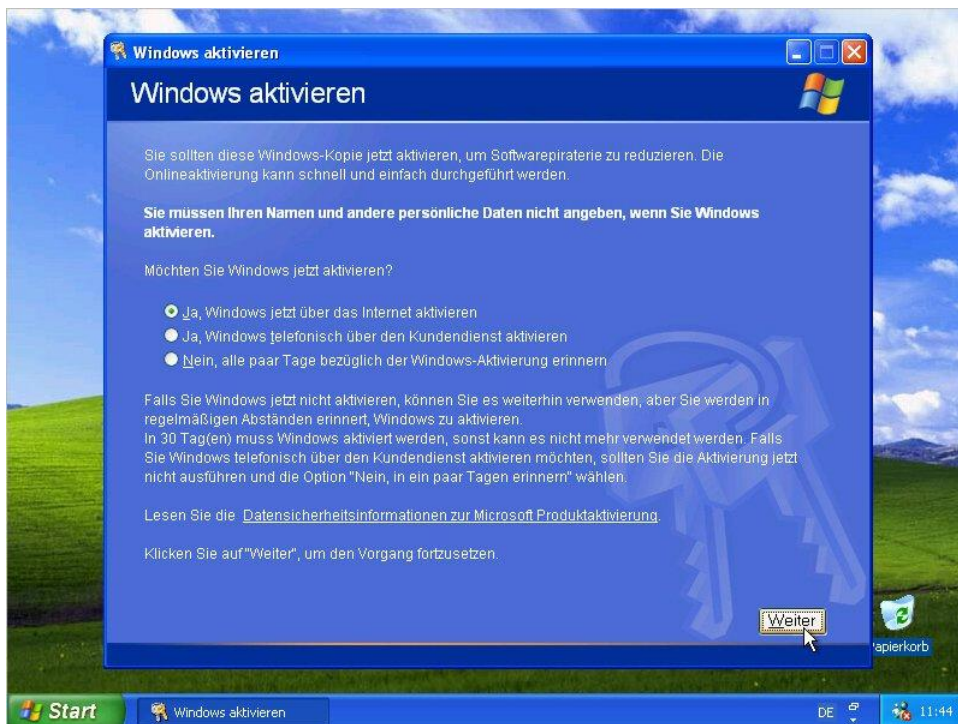 Windows aktivieren
Windows aktivieren
Sie sollten diese Windows-Kopie jetzt aktivieren, um Softwarepiraterie zu reduzieren. Die
Onlineaktivierung kann schnell und einfach durchgeführt werden.
Sie müssen Ihren Namen und andere persönliche Daten nicht angeben, wenn Sie Windows
aktivieren.
Möchten Sie Windows jetzt aktivieren?
Ja, Windows jetzt über das Internet aktivieren
Ja, Windows telefonisch über den Kundendienst aktivieren
Nein, alle paar Tage bezüglich der Windows-Aktivierung erinnern
Falls Sie Windows jetzt nicht aktivieren, können Sie es weiterhin verwenden, aber Sie werden in
regelmäßigen Abständen erinnert, Windows zu aktivieren.
In 30 Tag(en) muss Windows aktiviert werden, sonst kann es nicht mehr verwendet werden. Falls
Sie Windows telefonisch über den Kundendienst aktivieren möchten, sollten Sie die Aktivierung jetzt
nicht ausführen und die Option "Nein, in ein paar Tagen erinnern" wählen.
Lesen Sie die Datensicherheitsinformationen zur Microsoft Produktaktivierung.
Klicken Sie auf "Weiter", um den Vorgang fortzusetzen.
Weiter
apierkorb
Start
Windows aktivieren
DE
11:44